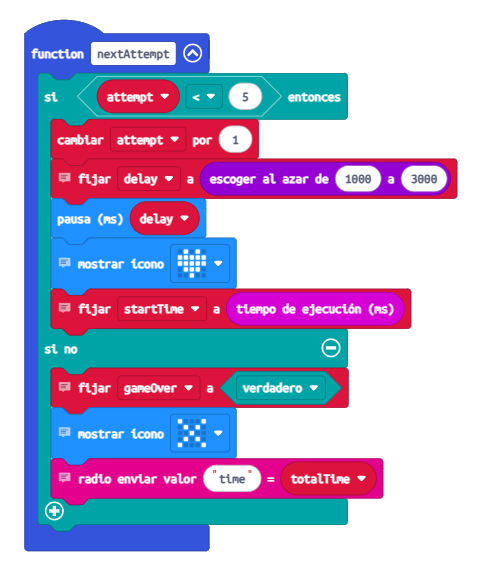 function nextAttempt
si attempt < 5 entonces
cambiar attempt por 1
fijar delay a escoger al azar de 1000 a 3000
pausa (ms) delay
mostrar icono
fijar startTime a tiempo de ejecución (ms)
si no
fijar gameOver a verdadero
mostrar icono
radio enviar valor "time" = totalTime